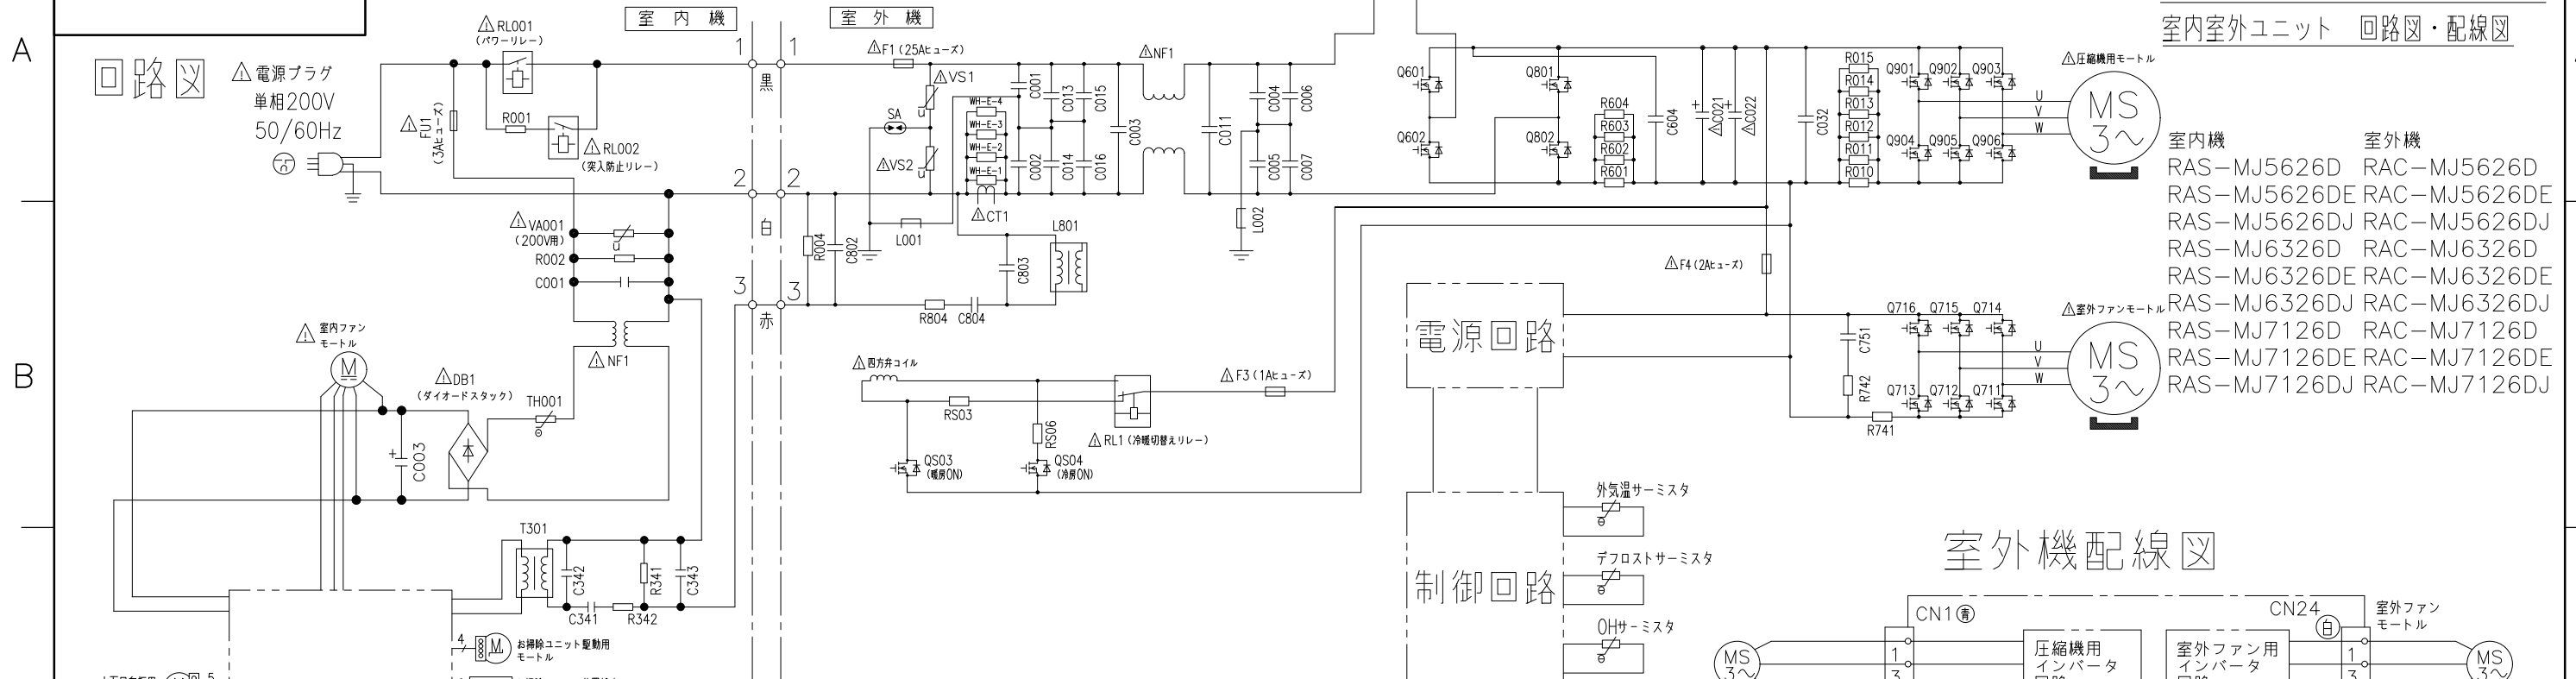 A
B
回路図
室内機
室外機
室内室外ユニット 回路図・配線図
⚠電源プラグ
単相200V
50/60Hz
⚠RL001
(パワーリレー)
⚠FU1
(3Aヒューズ)
R001
⚠RL002
(突入防止リレー)
1 1
黒
2 2
白
3 3
赤
⚠VA001
(200V用)
R002
C001
⚠NF1
⚠室内ファン
モートル
M
⚠DB1
(ダイオードスタック)
TH001
θ
C003
T301
C342
C341
R341
R342
C343
4
M
お掃除ユニット駆動用
モートル
5
⚠F1(25Aヒューズ)
⚠VS1
SA
⚠VS2
WH-E-4
WH-E-3
WH-E-2
WH-E-1
⚠CT1
C001
C002
C013
C014
C015
C016
C003
⚠NF1
C011
C004
C005
C006
C007
L001
L002
R004
C802
C803
L801
R804
C804
⚠四方弁コイル
RS03
RS06
QS03
(暖房ON)
QS04
(冷房ON)
⚠RL1(冷暖切替えリレー)
⚠F3(1Aヒューズ)
Q601
Q602
Q801
Q802
R604
R603
R602
R601
C604
⚠C021
⚠C022
C032
R015
R014
R013
R012
R011
R010
Q901 Q902 Q903
Q904 Q905 Q906
U
V
W
⚠圧縮機用モートル
MS
3~
⚠F4(2Aヒューズ)
電源回路
C751
R742
R741
Q716 Q715 Q714
Q713 Q712 Q711
U
V
W
⚠室外ファンモートル
MS
3~
室内機 室外機
RAS-MJ5626D RAC-MJ5626D
RAS-MJ5626DE RAC-MJ5626DE
RAS-MJ5626DJ RAC-MJ5626DJ
RAS-MJ6326D RAC-MJ6326D
RAS-MJ6326DE RAC-MJ6326DE
RAS-MJ6326DJ RAC-MJ6326DJ
RAS-MJ7126D RAC-MJ7126D
RAS-MJ7126DE RAC-MJ7126DE
RAS-MJ7126DJ RAC-MJ7126DJ
制御回路
外気温サーミスタ
θ
デフロストサーミスタ
θ
OHサーミスタ
θ
室外機配線図
CN1 青
MS
3~
1
3
圧縮機用
インバータ
室外ファン用
インバータ
CN24
白
1
3
室外ファン
モートル
MS
3~